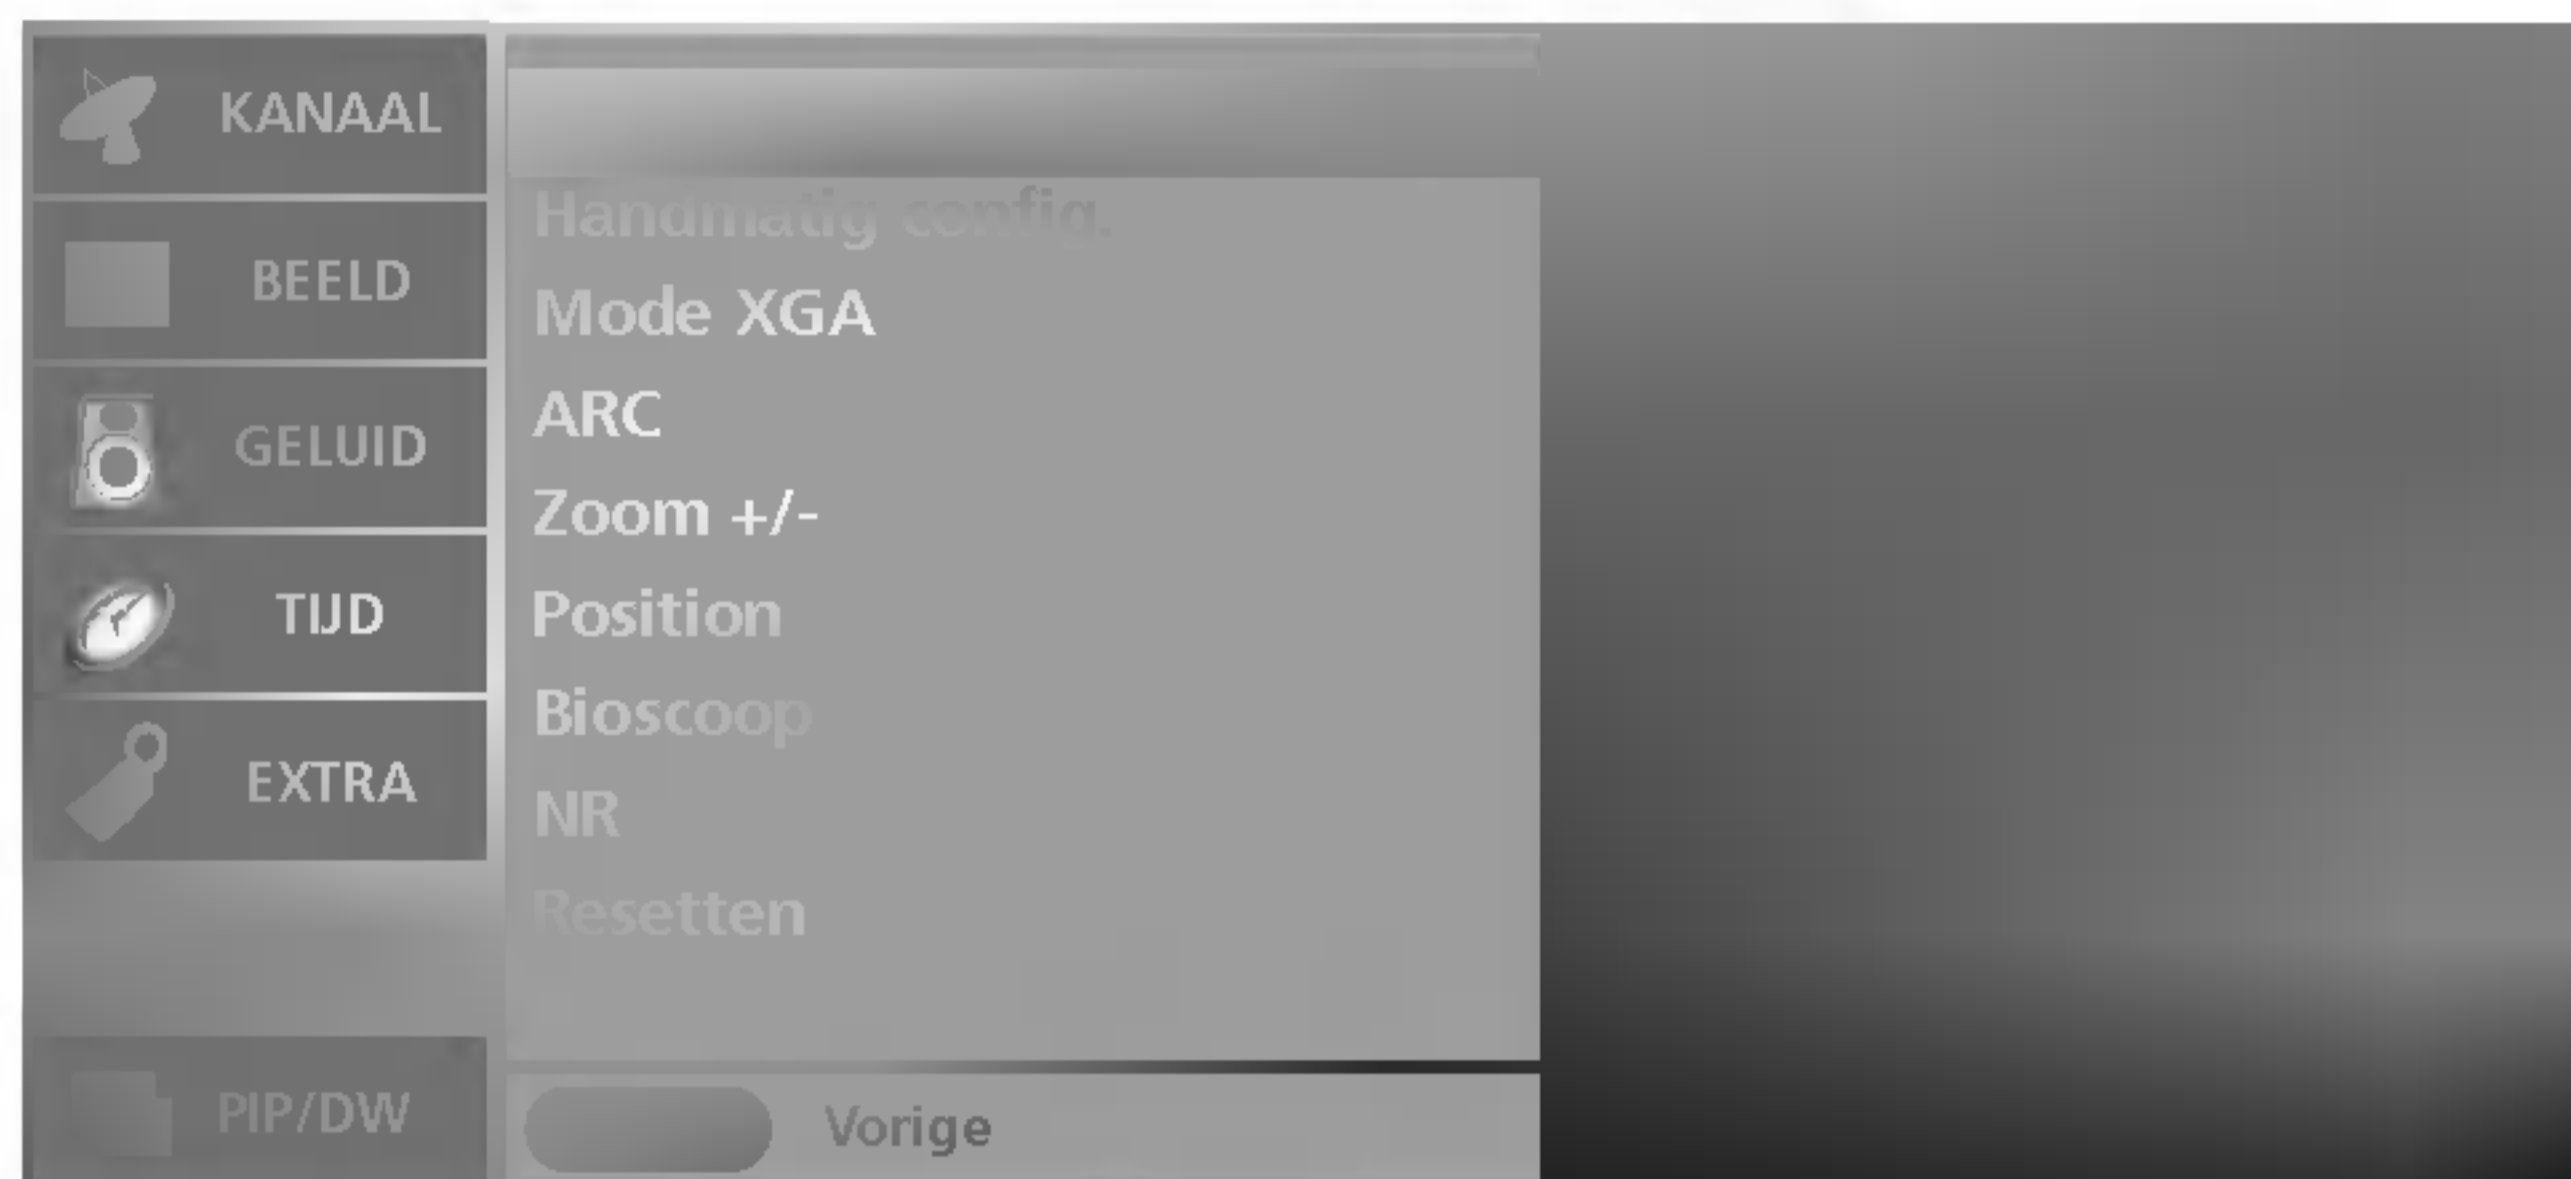 KANAAL
BEELD
GELUID
TIJD
EXTRA
PIP/DW
Handmatig config.
Mode XGA
ARC
Zoom +/-
Position
Bioscoop
NR
Resetten
Vorige